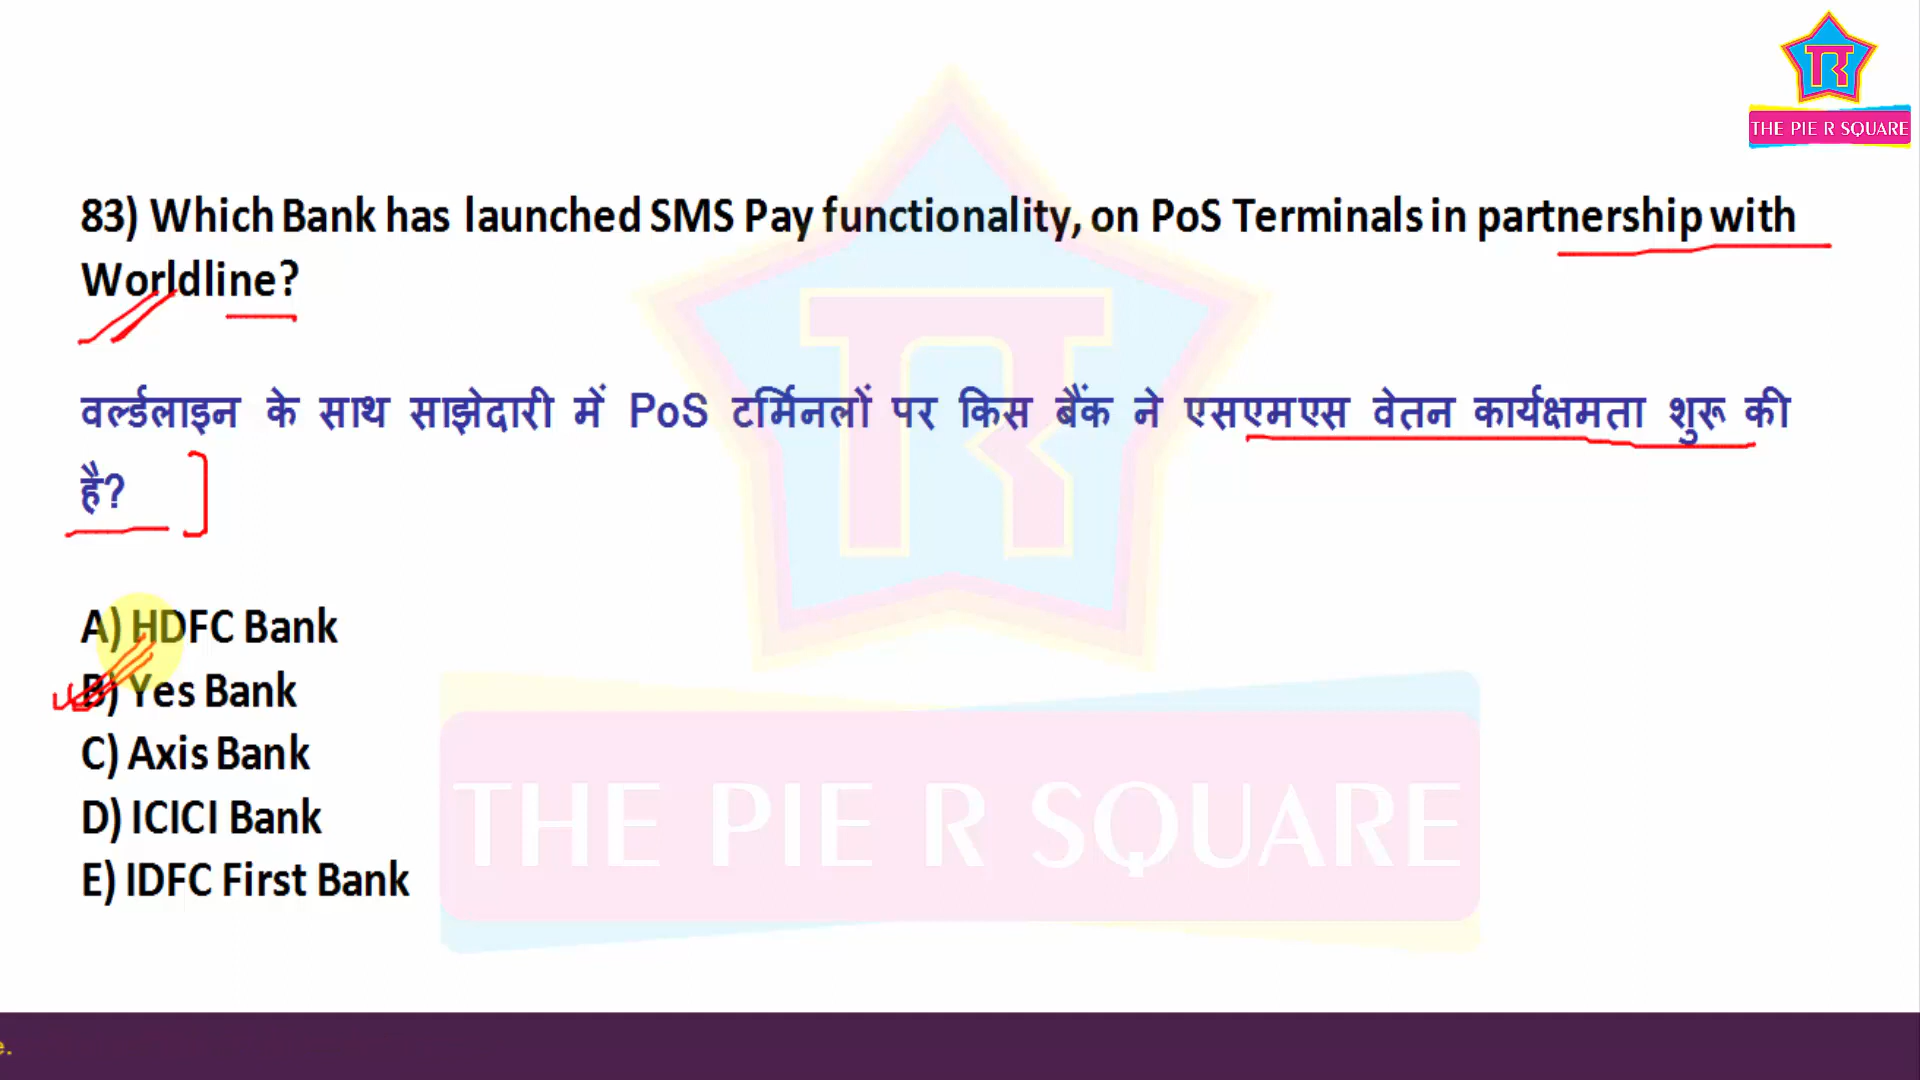 THE PIE R SQUARE
83) Which Bank has launched SMS Pay functionality, on PoS Terminals in partnership with
Worldline?
वर्ल्डलाइन के साथ साझेदारी में PoS टर्मिनलों पर किस बैंक ने एसएमएस वेतन कार्यक्षमता शुरू की
है?
A) HDFC Bank
B) Yes Bank
C) Axis Bank
D) ICICI Bank
E) IDFC First Bank
THE PIE R SQUARE
e.